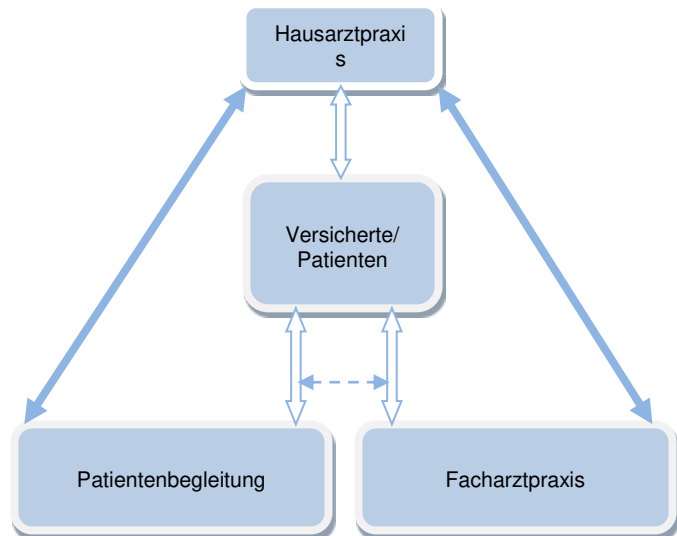 Hausarztpraxi
s
Versicherte/
Patienten
Patientenbegleitung
Facharztpraxis